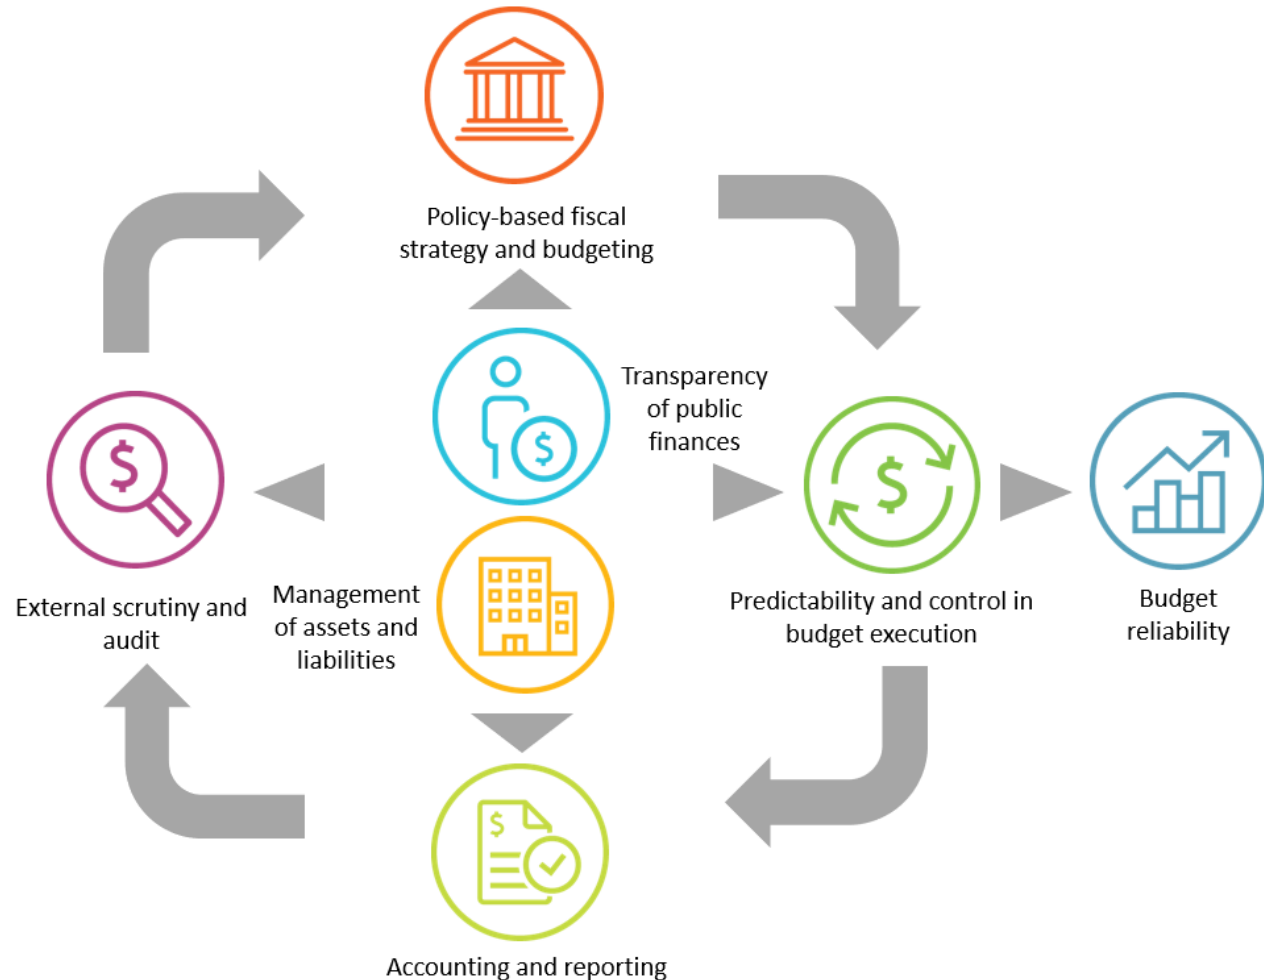 Policy-based fiscal
strategy and budgeting
Transparency
of public
finances
$
$
$
$
External scrutiny and
audit
Management
of assets and
liabilities
Predictability and control in
budget execution
Budget
reliability
Accounting and reporting